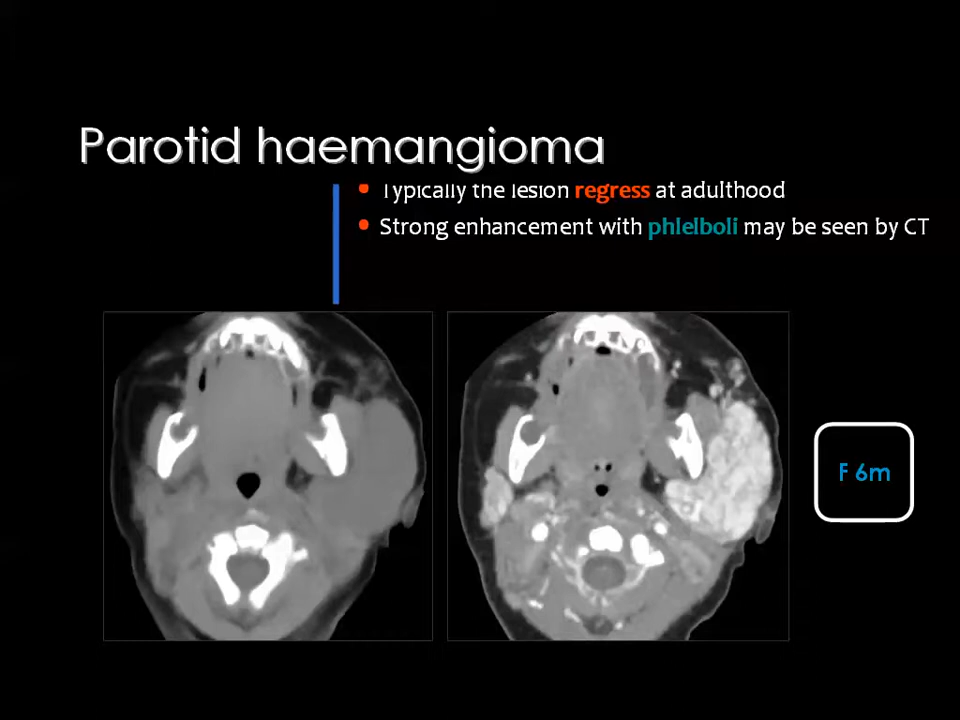 Parotid haemangioma
Typically the lesion regress at adulthood
Strong enhancement with phlelboli may be seen by CT
F 6m